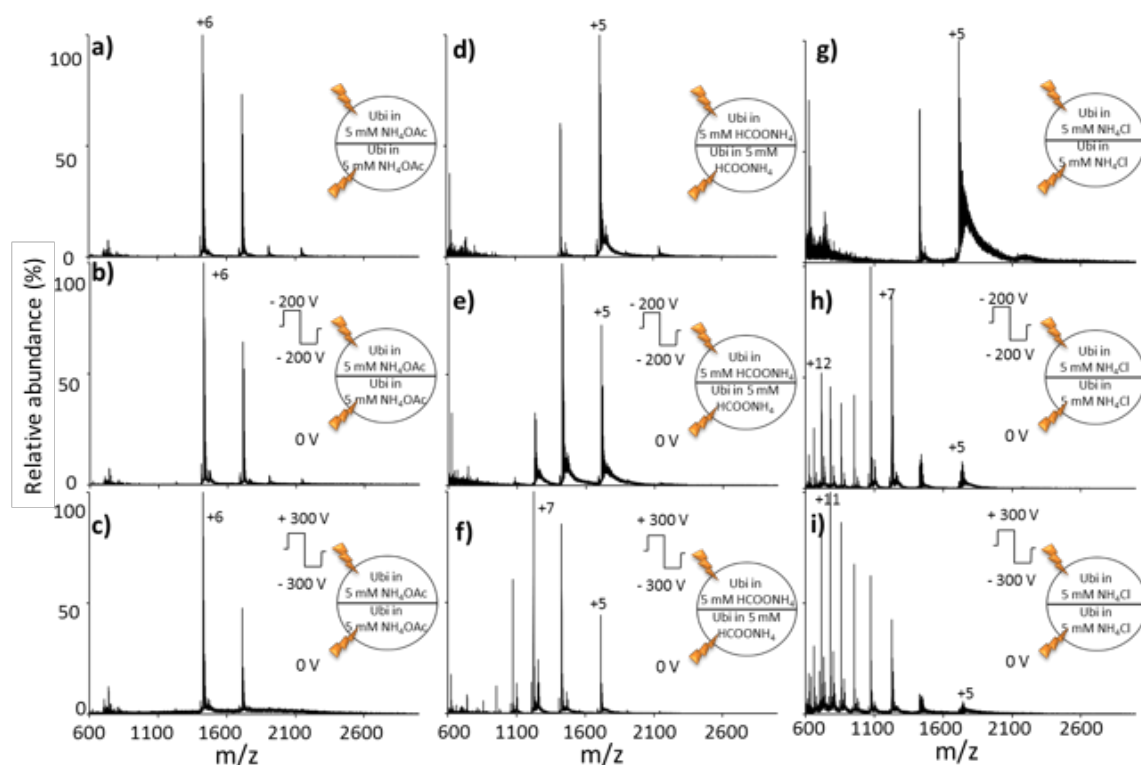 Relative abundance (%)
a)
+6
100
50
0
Ubi in
5 mM NH₄OAc
Ubi in
5 mM NH₄OAc
d)
+5
Ubi in
5 mM HCOONH₄
Ubi in 5 mM
HCOONH₄
g)
+5
Ubi in
5 mM NH₄Cl
Ubi in
5 mM NH₄Cl
b)
+6
100
50
0
- 200 V
- 200 V
0 V
Ubi in
5 mM NH₄OAc
Ubi in
5 mM NH₄OAc
e)
+5
- 200 V
- 200 V
0 V
Ubi in
5 mM HCOONH₄
Ubi in 5 mM
HCOONH₄
h)
+7
+12
+5
- 200 V
- 200 V
0 V
Ubi in
5 mM NH₄Cl
Ubi in
5 mM NH₄Cl
c)
+6
100
50
0
+ 300 V
- 300 V
0 V
Ubi in
5 mM NH₄OAc
Ubi in
5 mM NH₄OAc
600 1100 1600 2100 2600
m/z
f)
+7
+5
+ 300 V
- 300 V
0 V
Ubi in
5 mM HCOONH₄
Ubi in 5 mM
HCOONH₄
600 1100 1600 2100 2600
m/z
i)
+11
+5
+ 300 V
- 300 V
0 V
Ubi in
5 mM NH₄Cl
Ubi in
5 mM NH₄Cl
600 1100 1600 2100 2600
m/z